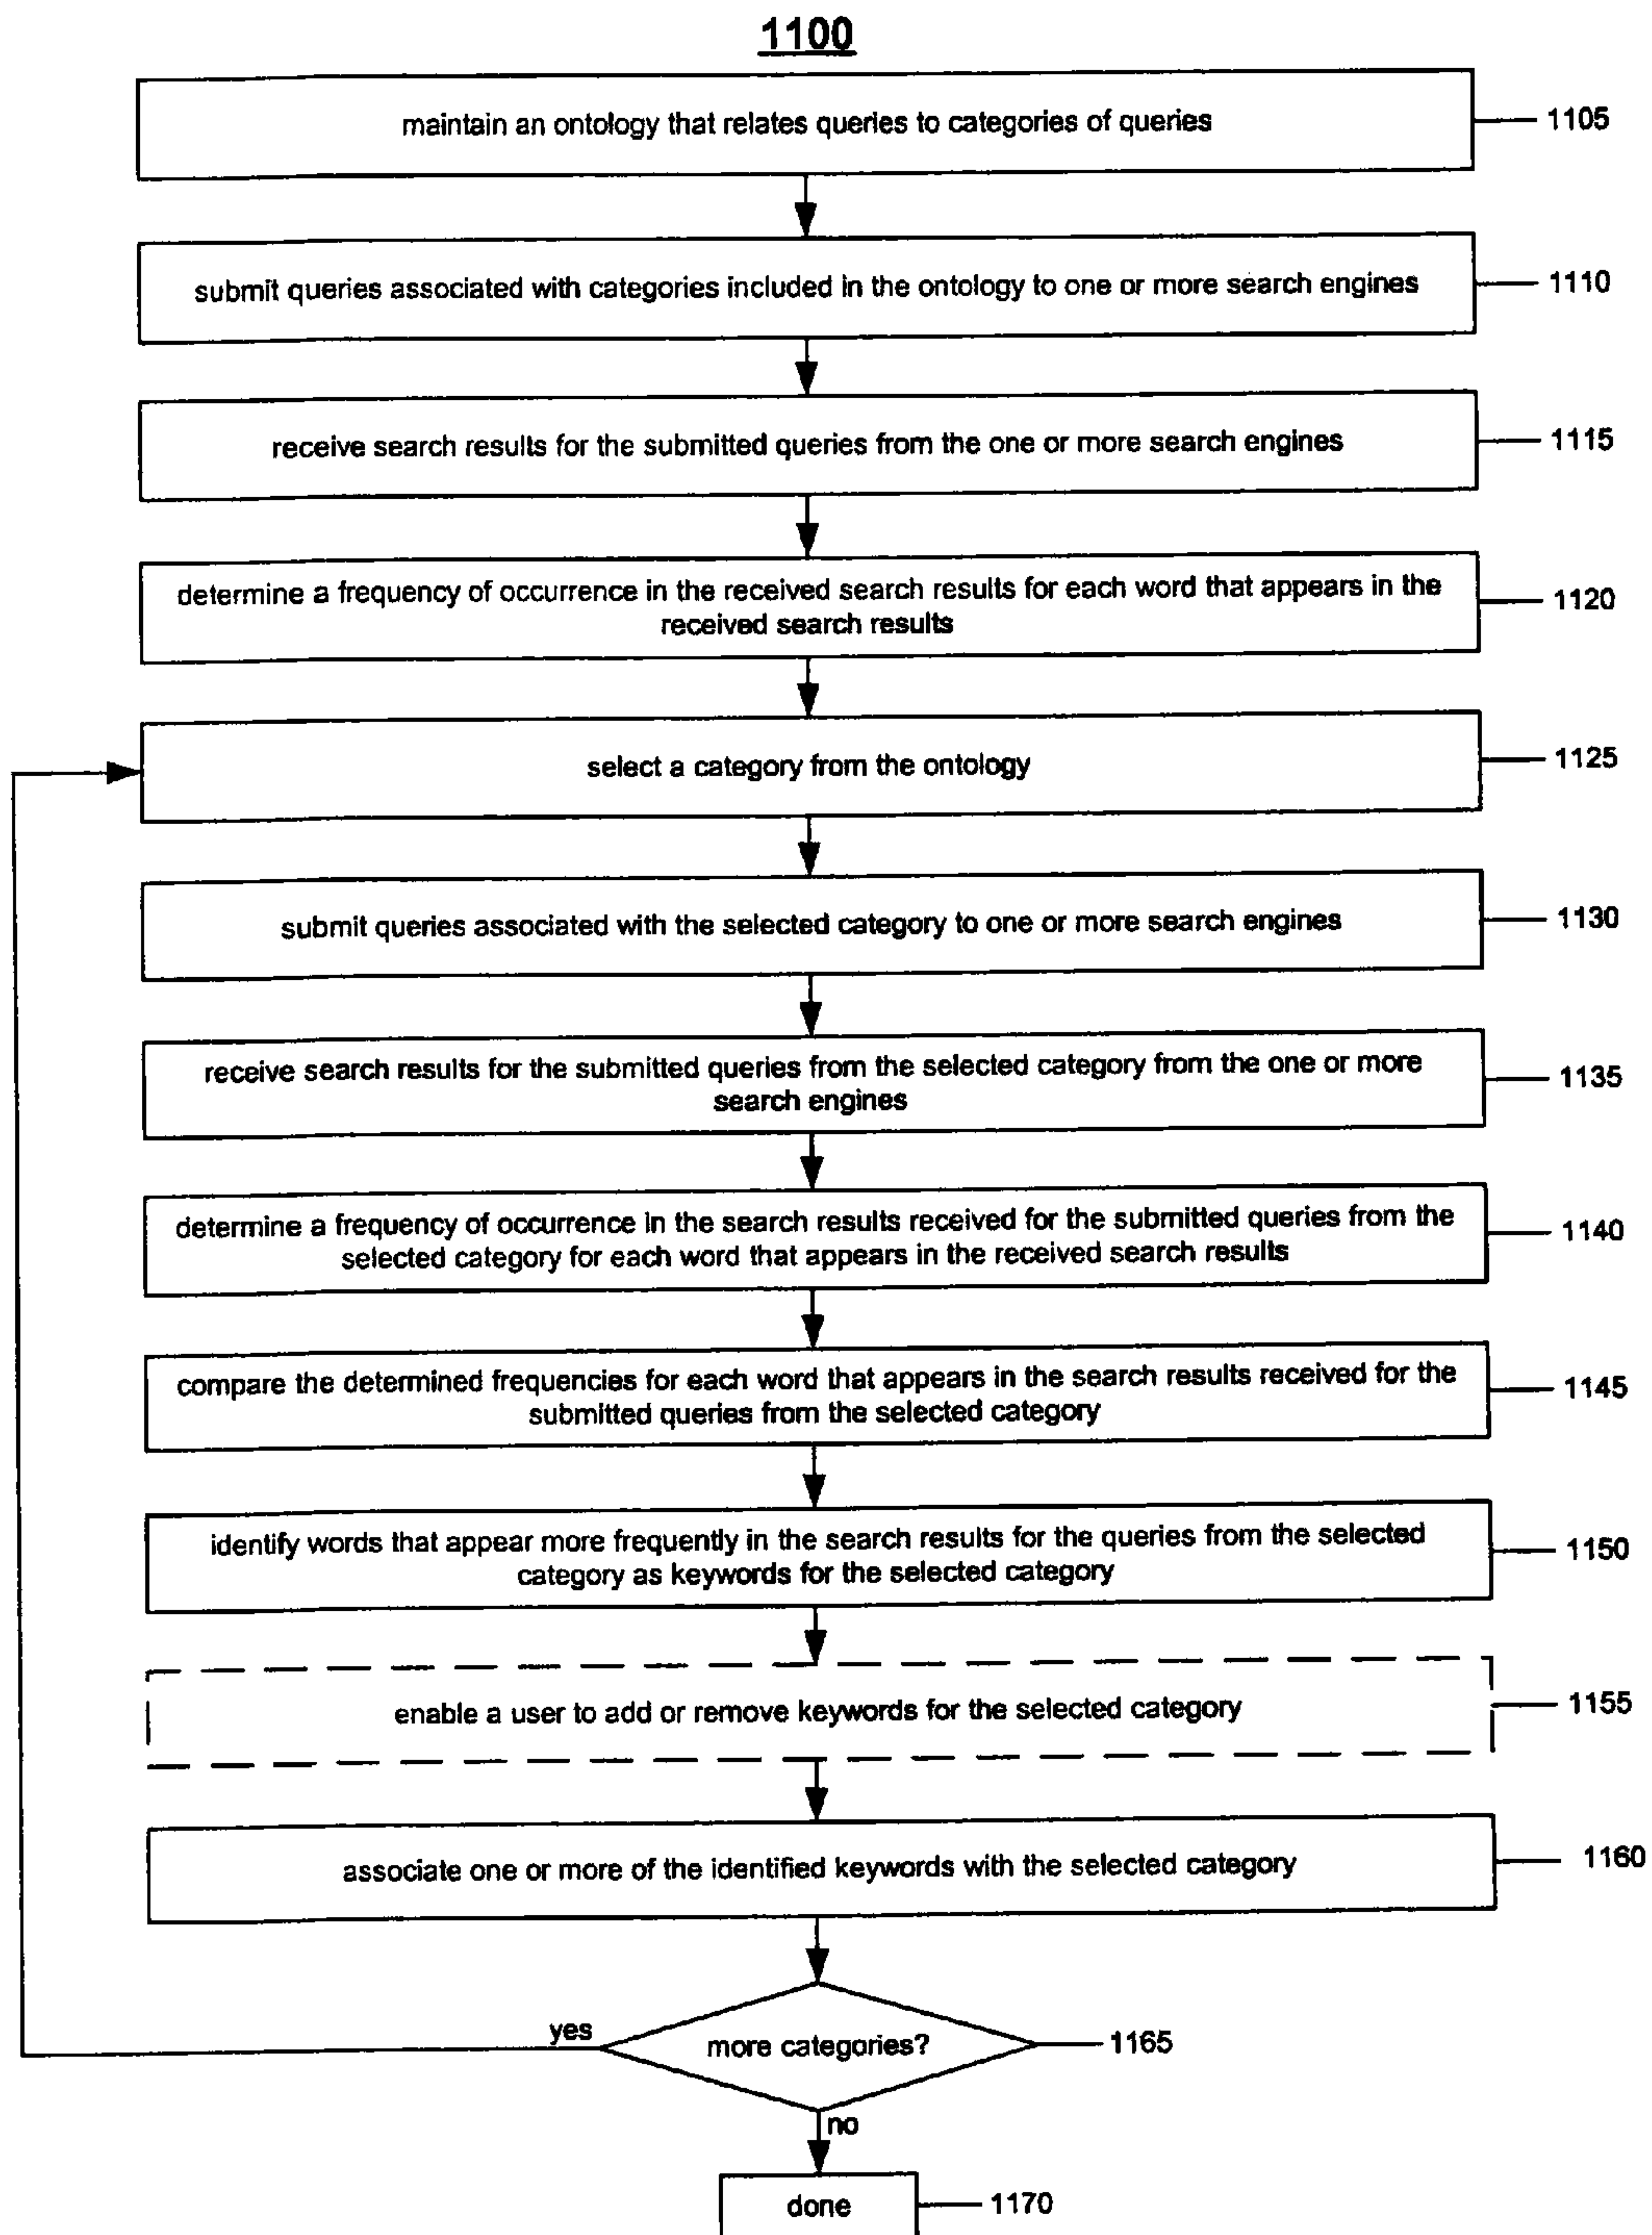 1100
maintain an ontology that relates queries to categories of queries
1105
submit queries associated with categories included in the ontology to one or more search engines
1110
receive search results for the submitted queries from the one or more search engines
1115
determine a frequency of occurrence in the received search results for each word that appears in the
received search results
1120
select a category from the ontology
1125
submit queries associated with the selected category to one or more search engines
1130
receive search results for the submitted queries from the selected category from the one or more
search engines
1135
determine a frequency of occurrence in the search results received for the submitted queries from the
selected category for each word that appears in the received search results
1140
compare the determined frequencies for each word that appears in the search results received for the
submitted queries from the selected category
1145
identify words that appear more frequently in the search results for the queries from the selected
category as keywords for the selected category
1150
enable a user to add or remove keywords for the selected category
1155
associate one or more of the identified keywords with the selected category
1160
yes
more categories?
1165
no
done
1170